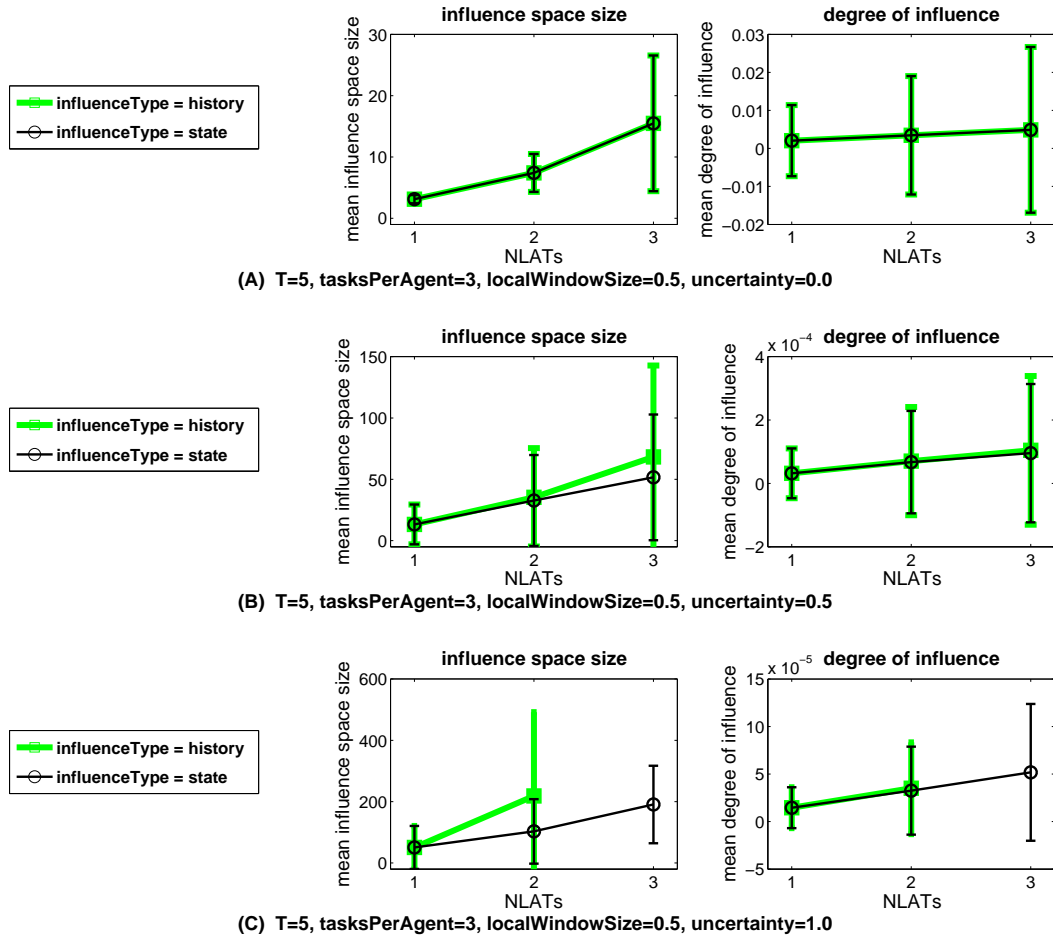 influence space size
degree of influence
mean influence space size
30
20
10
0
1
2
3
NLATs
mean degree of influence
0.03
0.02
0.01
0
−0.01
−0.02
1
2
3
NLATs
influenceType = history
influenceType = state
(A) T=5, tasksPerAgent=3, localWindowSize=0.5, uncertainty=0.0
influence space size
degree of influence
mean influence space size
150
100
50
0
1
2
3
NLATs
mean degree of influence
x 10⁻⁴
4
2
0
−2
1
2
3
NLATs
influenceType = history
influenceType = state
(B) T=5, tasksPerAgent=3, localWindowSize=0.5, uncertainty=0.5
influence space size
degree of influence
mean influence space size
600
400
200
0
1
2
3
NLATs
mean degree of influence
x 10⁻⁵
15
10
5
0
−5
1
2
3
NLATs
influenceType = history
influenceType = state
(C) T=5, tasksPerAgent=3, localWindowSize=0.5, uncertainty=1.0